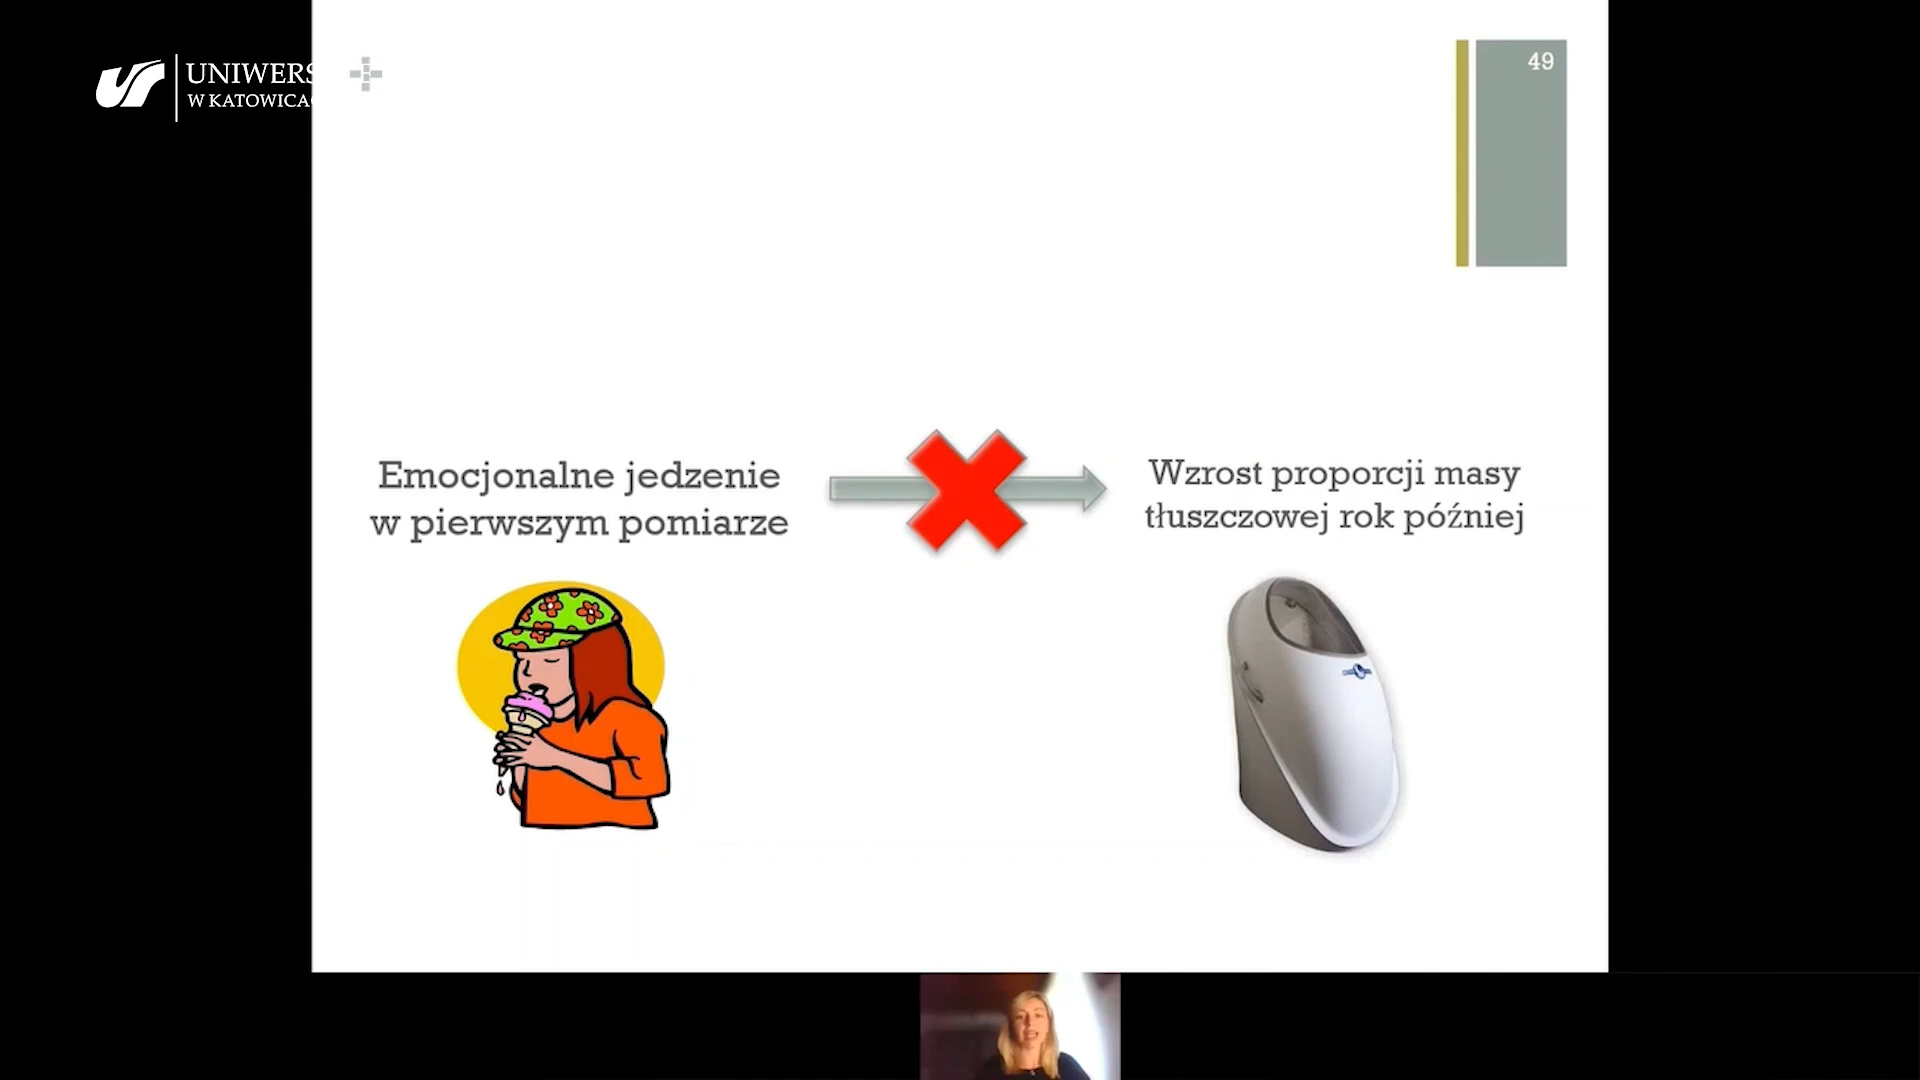 UNIWERS
W KATOWICA
49
Emocjonalne jedzenie
w pierwszym pomiarze
Wzrost proporcji masy
tłuszczowej rok później